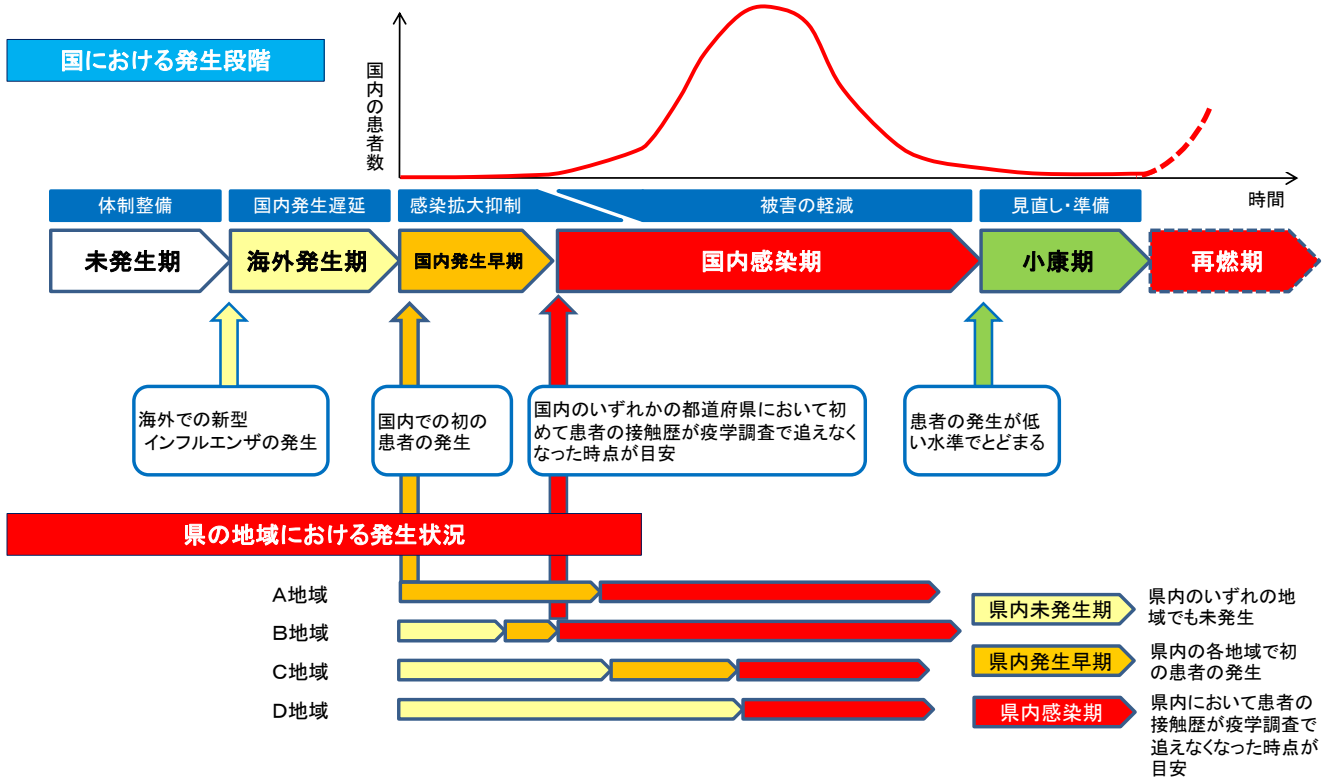 国における発生段階
国内の患者数
時間
体制整備
国内発生遅延
感染拡大抑制
被害の軽減
見直し・準備
未発生期
海外発生期
国内発生早期
国内感染期
小康期
再燃期
海外での新型
インフルエンザの発生
国内での初の
患者の発生
国内のいずれかの都道府県において初
めて患者の接触歴が疫学調査で追えなく
なった時点が目安
患者の発生が低
い水準でとどまる
県の地域における発生状況
A地域
B地域
C地域
D地域
県内未発生期
県内のいずれの地
域でも未発生
県内発生早期
県内の各地域で初
の患者の発生
県内感染期
県内において患者の
接触歴が疫学調査で
追えなくなった時点が
目安